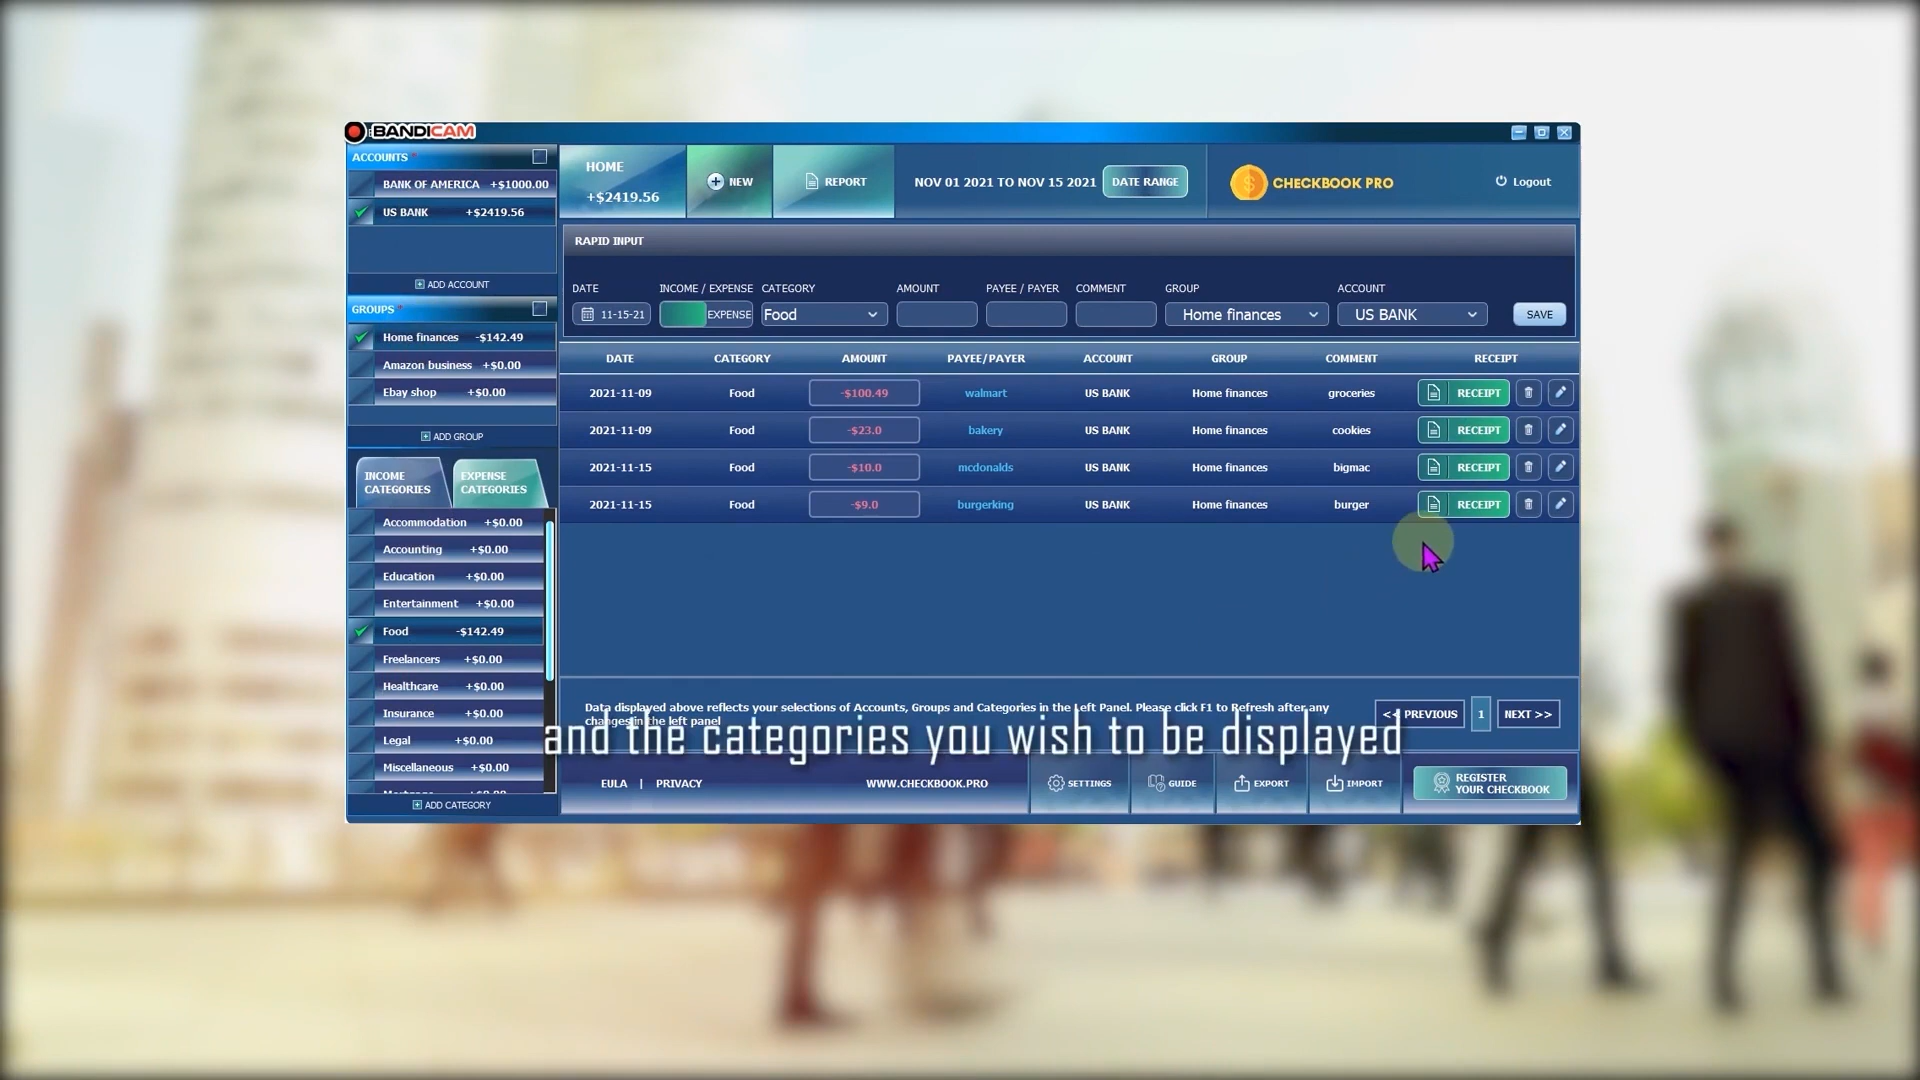 BANDICAM
ACCOUNTS *
BANK OF AMERICA +$1000.00
US BANK +$2419.56
ADD ACCOUNT
GROUPS *
Home finances -$142.49
Amazon business +$0.00
Ebay shop +$0.00
ADD GROUP
INCOME
CATEGORIES
EXPENSE
CATEGORIES
Accommodation +$0.00
Accounting +$0.00
Education +$0.00
Entertainment +$0.00
Food -$142.49
Freelancers +$0.00
Healthcare +$0.00
Insurance +$0.00
Legal +$0.00
Miscellaneous +$0.00
ADD CATEGORY
HOME
+$2419.56
NEW
REPORT
NOV 01 2021 TO NOV 15 2021
DATE RANGE
$ CHECKBOOK PRO
Logout
RAPID INPUT
DATE INCOME / EXPENSE CATEGORY AMOUNT PAYEE / PAYER COMMENT GROUP ACCOUNT
11-15-21 EXPENSE Food Home finances US BANK SAVE
DATE CATEGORY AMOUNT PAYEE/PAYER ACCOUNT GROUP COMMENT RECEIPT
2021-11-09 Food -$100.49 walmart US BANK Home finances groceries RECEIPT
2021-11-09 Food -$23.0 bakery US BANK Home finances cookies RECEIPT
2021-11-15 Food -$10.0 mcdonalds US BANK Home finances bigmac RECEIPT
2021-11-15 Food -$9.0 burgerking US BANK Home finances burger RECEIPT
Data displayed above reflects your selections of Accounts, Groups and Categories in the Left Panel. Please click F1 to Refresh after any
changes in the left panel
<< PREVIOUS 1 NEXT >>
and the categories you wish to be displayed
EULA | PRIVACY
WWW.CHECKBOOK.PRO
SETTINGS
GUIDE
EXPORT
IMPORT
REGISTER
YOUR CHECKBOOK